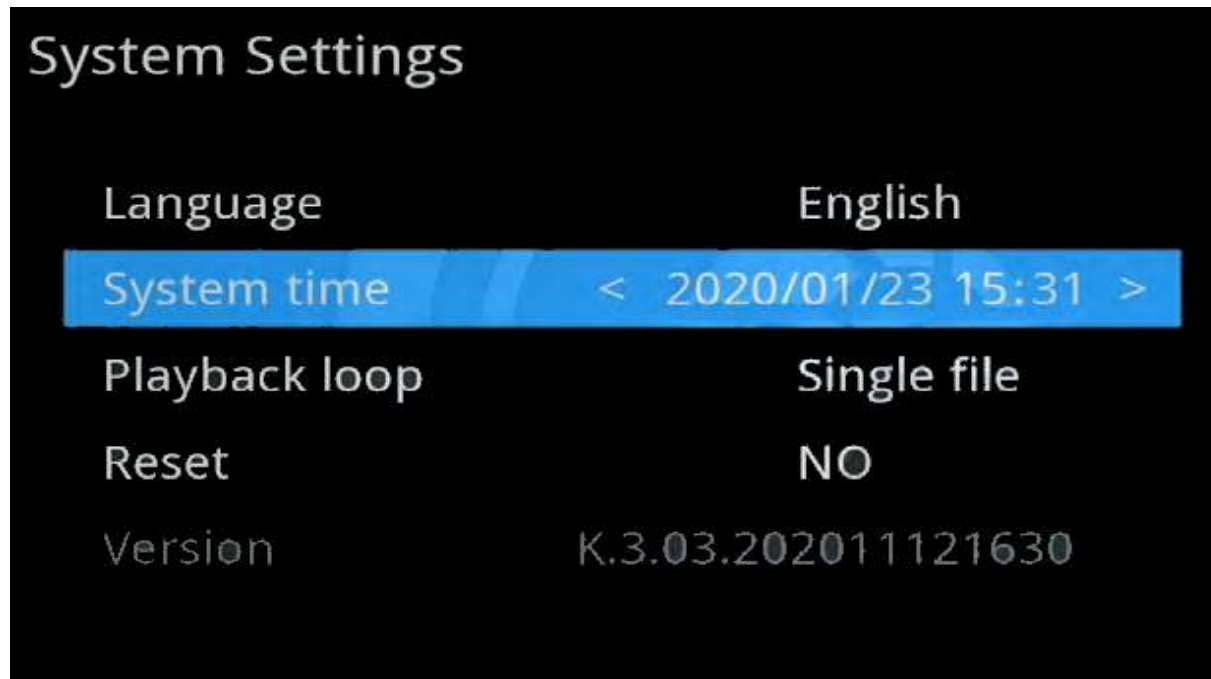 System Settings
Language English
System time < 2020/01/23 15:31 >
Playback loop Single file
Reset NO
Version K.3.03.202011121630